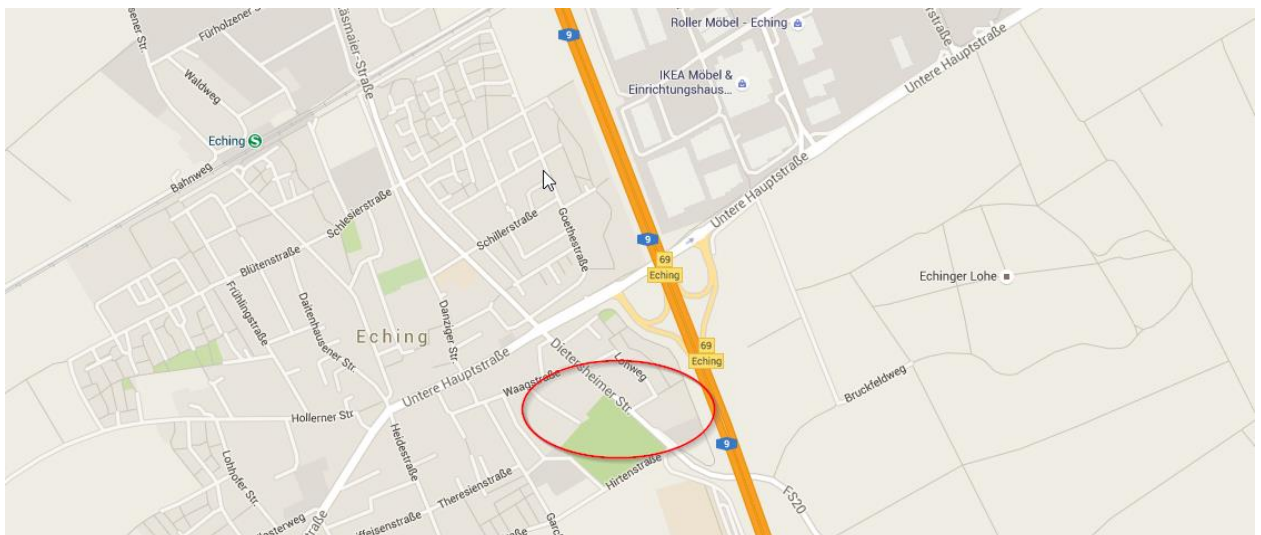 Fürholzener
Waldweg
9
Roller Möbel - Eching
IKEA Möbel &
Einrichtungshaus...
Untere Hauptstraße
Eching S
Bahnweg
Schlesierstraße
Schillerstraße
Goethestraße
Untere Hauptstraße
9
69
Eching
Blütenstraße
Frühlingstraße
Daitenhausener Str.
Danziger Str.
Eching
Echinger Lohe
69
Eching
Untere Hauptstraße
Dietersheimer Str.
Lohweg
Waagstraße
Bruckfeldweg
Hollerner Str
Heidestraße
9
Lohhofer Str.
Theresienstraße
Hirtenstraße
FS20